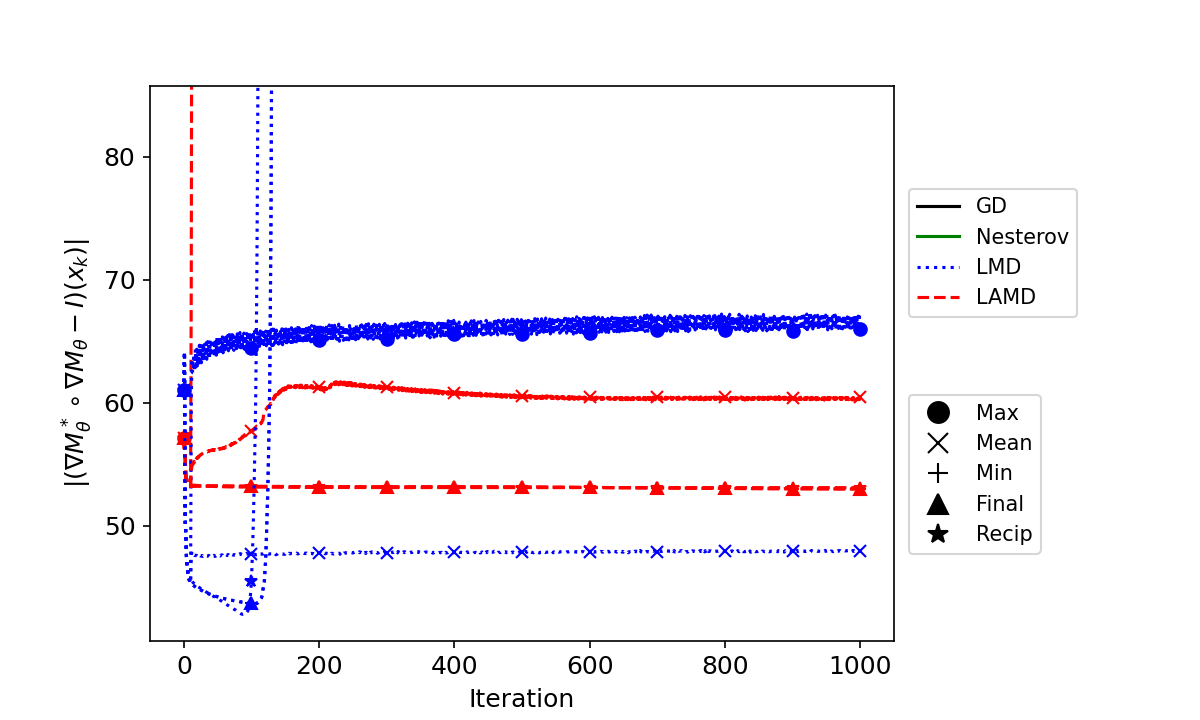 80
70
60
50
|(∇M*θ ∘ ∇Mθ − I)(xk)|
0
200
400
600
800
1000
Iteration
GD
Nesterov
LMD
LAMD
Max
Mean
Min
Final
Recip